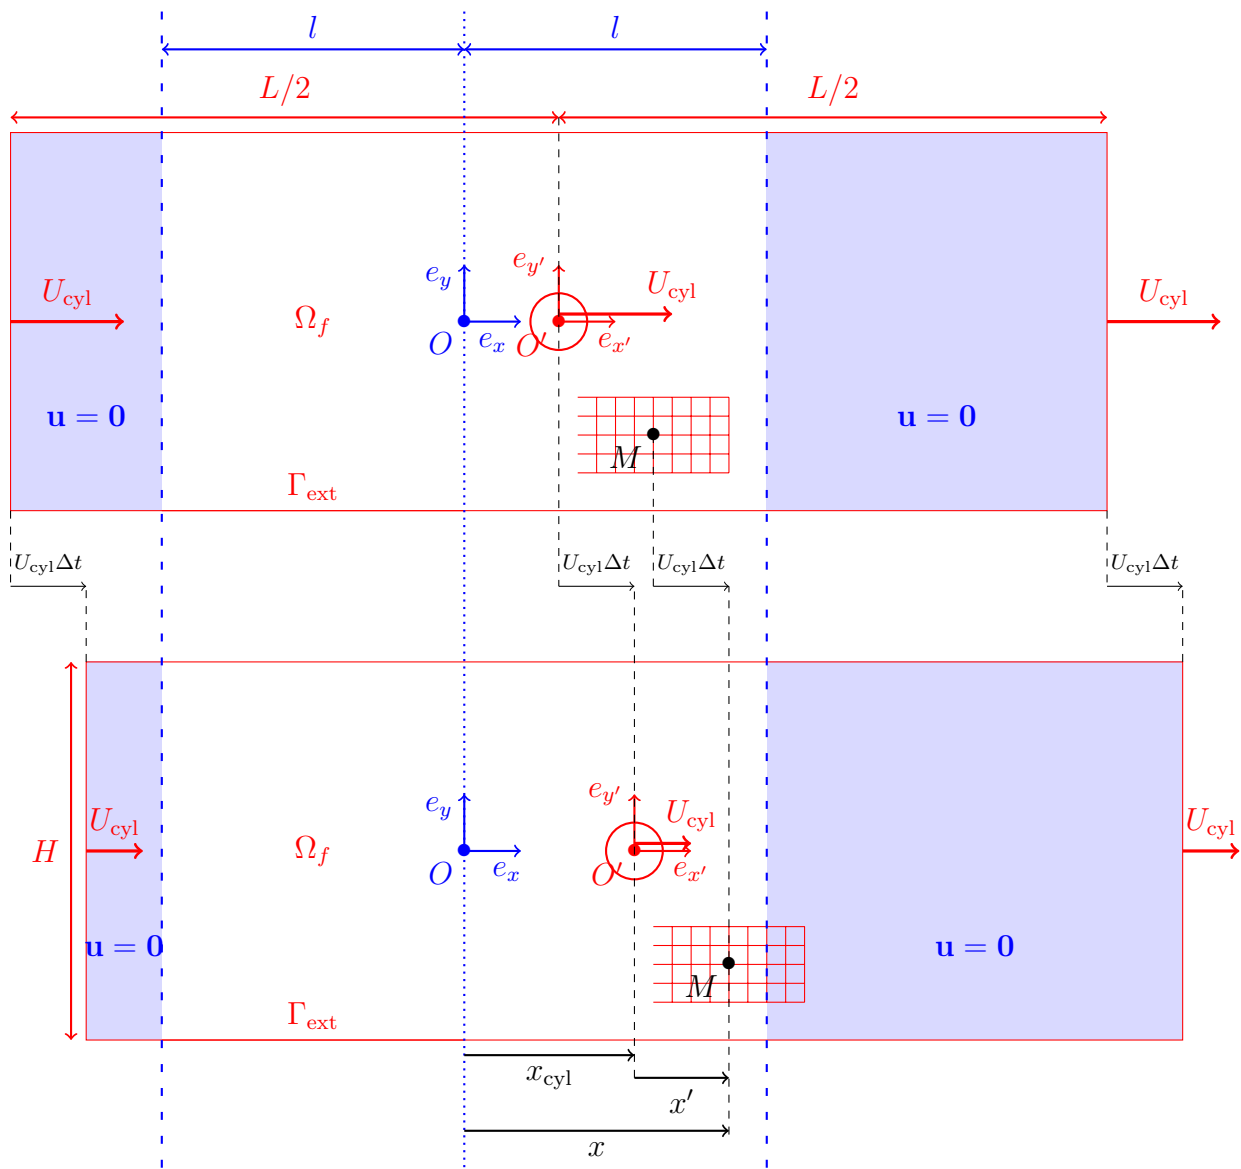 l l
L/2 L/2
e_y e_{y'} U_cyl
U_cyl Ω_f U_cyl
O e_x O' e_{x'}
u = 0 u = 0
M
Γ_ext
U_cylΔt U_cylΔt U_cylΔt U_cylΔt
e_y e_{y'} U_cyl
H U_cyl Ω_f U_cyl
O e_x O' e_{x'}
u = 0 u = 0
M
Γ_ext
x_cyl
x'
x